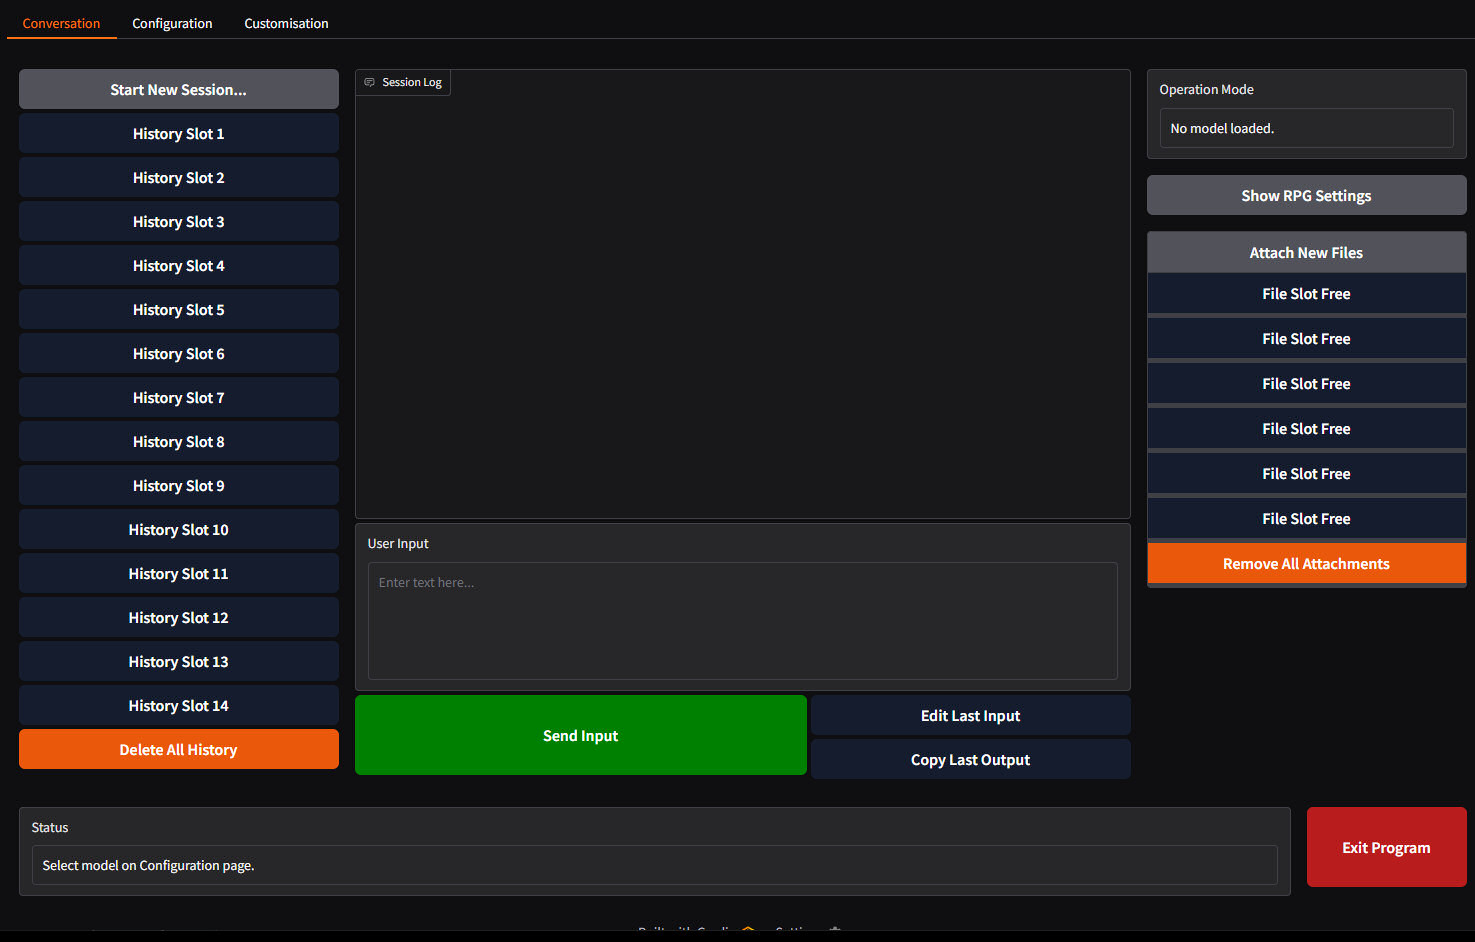 Conversation
Configuration
Customisation
Start New Session...
History Slot 1
History Slot 2
History Slot 3
History Slot 4
History Slot 5
History Slot 6
History Slot 7
History Slot 8
History Slot 9
History Slot 10
History Slot 11
History Slot 12
History Slot 13
History Slot 14
Delete All History
Session Log
User Input
Enter text here...
Send Input
Edit Last Input
Copy Last Output
Operation Mode
No model loaded.
Show RPG Settings
Attach New Files
File Slot Free
File Slot Free
File Slot Free
File Slot Free
File Slot Free
File Slot Free
Remove All Attachments
Status
Select model on Configuration page.
Exit Program